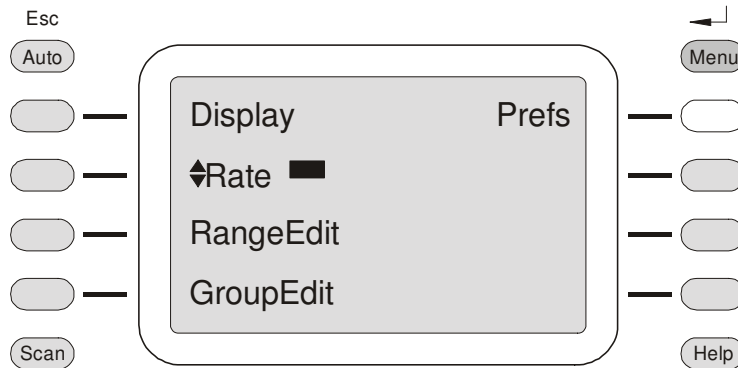 Esc
Auto
Menu
Display Prefs
Rate
RangeEdit
GroupEdit
Scan
Help